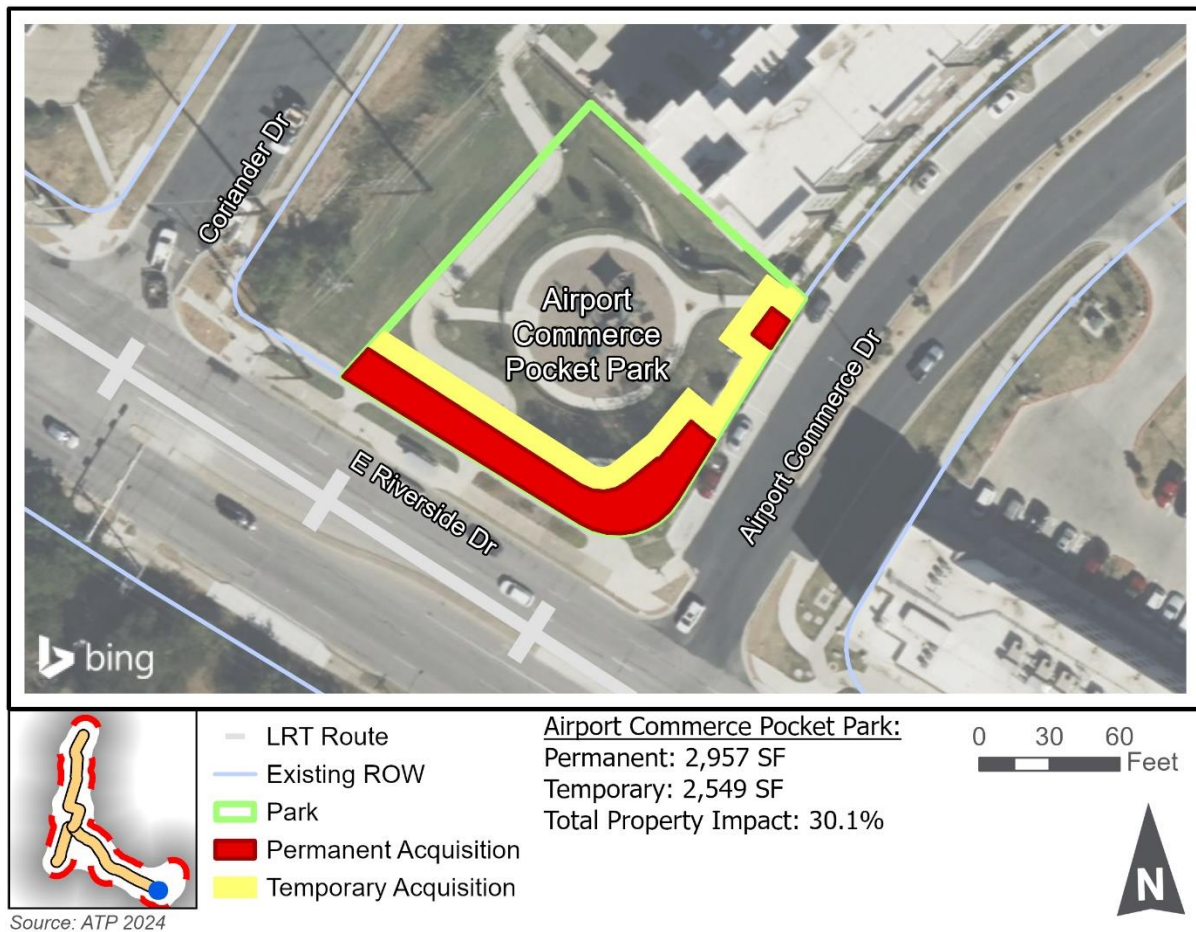 Coriander Dr
Airport
Commerce
Pocket Park
E Riverside Dr
Airport Commerce Dr
bing
LRT Route
Existing ROW
Park
Permanent Acquisition
Temporary Acquisition
Airport Commerce Pocket Park:
Permanent: 2,957 SF
Temporary: 2,549 SF
Total Property Impact: 30.1%
0 30 60
Feet
N
Source: ATP 2024